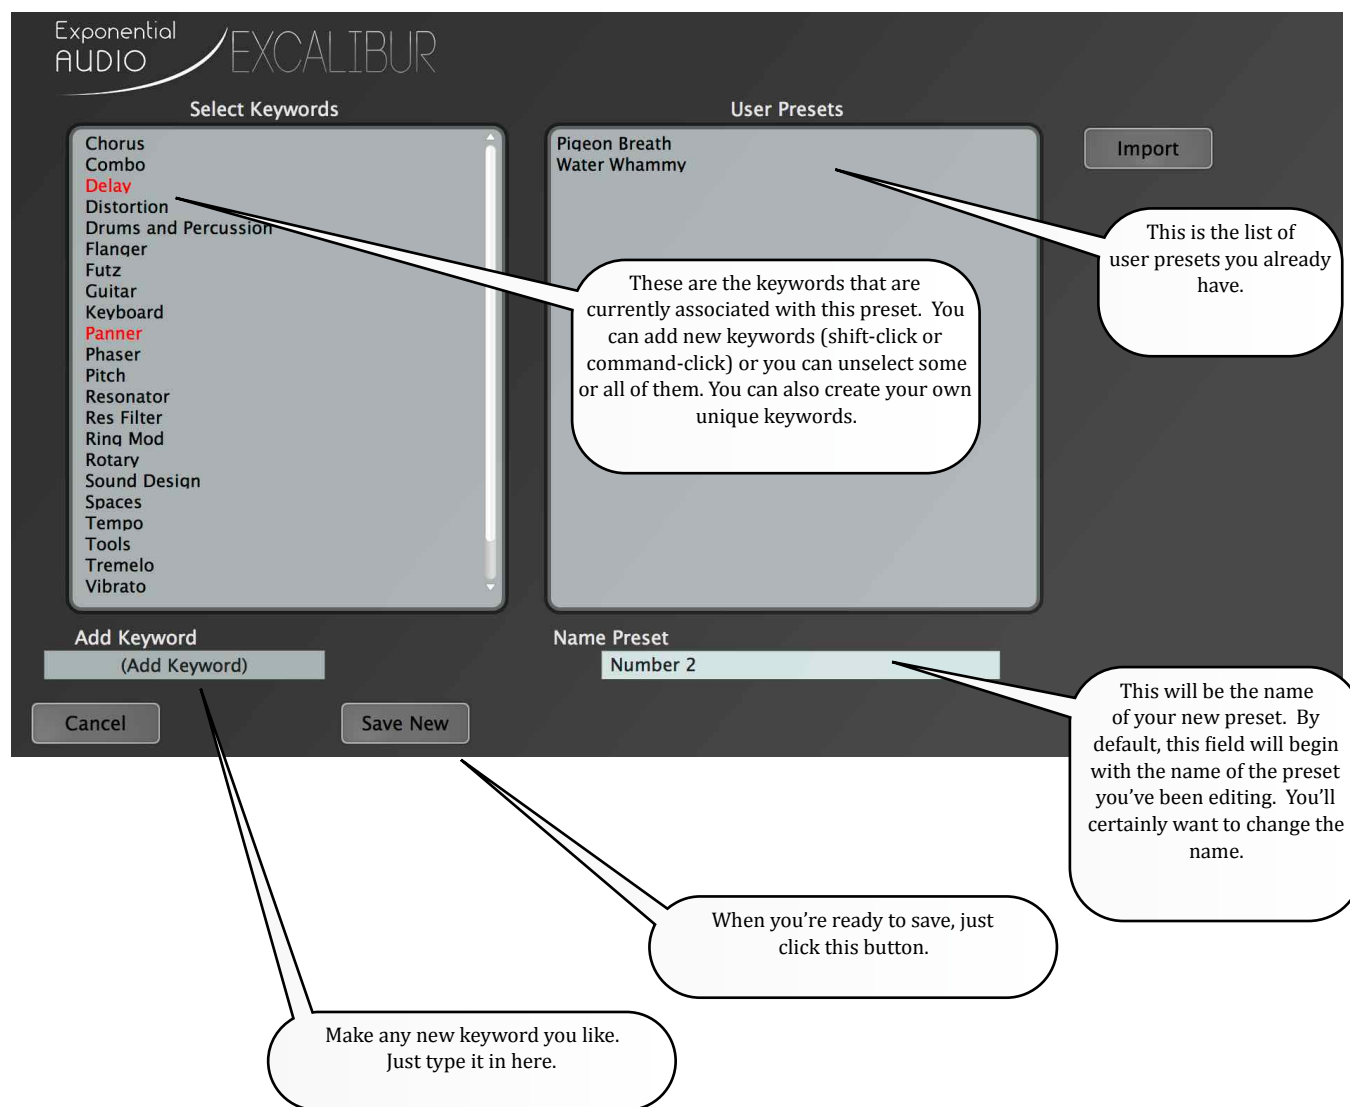 Exponential
AUDIO
EXCALIBUR
Select Keywords
User Presets
Chorus
Combo
Delay
Distortion
Drums and Percussion
Flanger
Futz
Guitar
Keyboard
Panner
Phaser
Pitch
Resonator
Res Filter
Ring Mod
Rotary
Sound Design
Spaces
Tempo
Tools
Tremelo
Vibrato
Pigeon Breath
Water Whammy
Import
This is the list of
user presets you already
have.
These are the keywords that are
currently associated with this preset.  You
can add new keywords (shift-click or
command-click) or you can unselect some
or all of them. You can also create your own
unique keywords.
Add Keyword
(Add Keyword)
Name Preset
Number 2
Cancel
Save New
This will be the name
of your new preset.  By
default, this field will begin
with the name of the preset
you’ve been editing.  You’ll
certainly want to change the
name.
When you’re ready to save, just
click this button.
Make any new keyword you like.
Just type it in here.